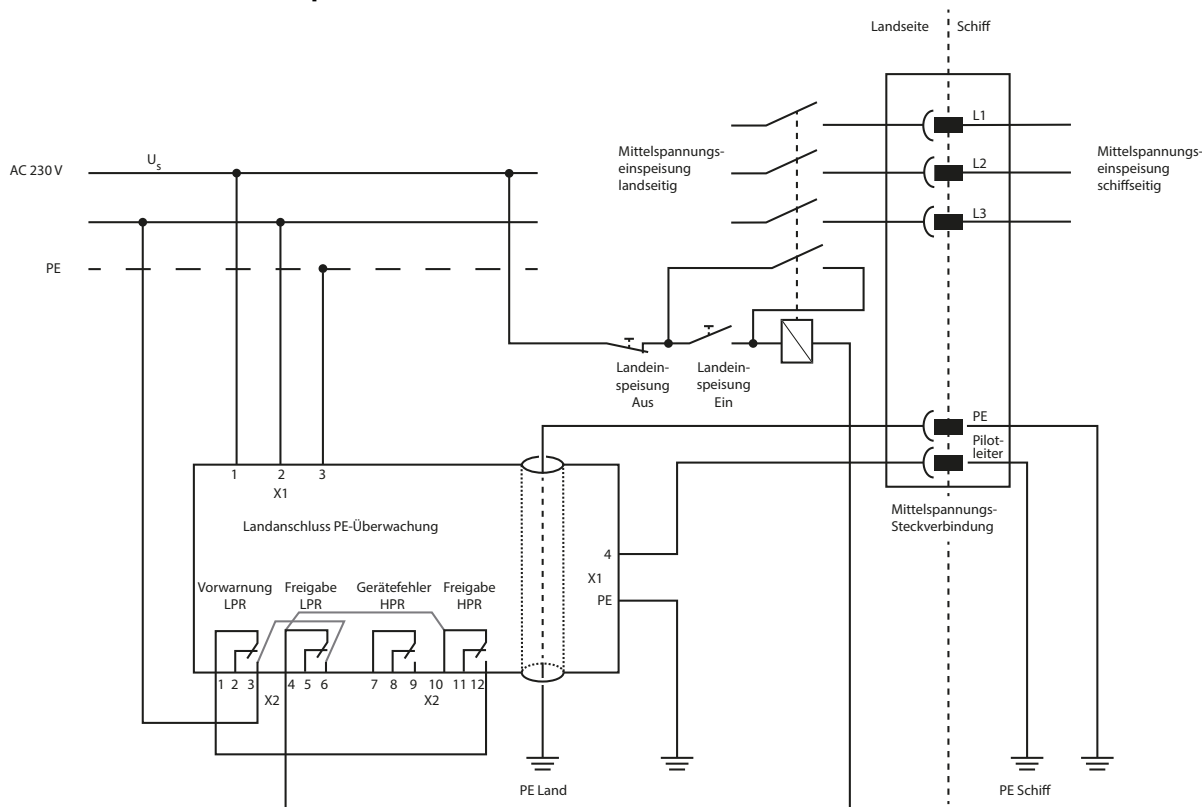 Landseite
Schiff
L1
L2
L3
Mittelspannungs-
einspeisung
landseitig
Mittelspannungs-
einspeisung
schiffseitig
AC 230 V
Us
PE
Landein-
speisung
Aus
Landein-
speisung
Ein
PE
Pilot-
leiter
Mittelspannungs-
Steckverbindung
1
2
3
X1
Landanschluss PE-Überwachung
4
X1
PE
Vorwarnung
LPR
Freigabe
LPR
Gerätefehler
HPR
Freigabe
HPR
1 2 3 4 5 6 7 8 9 10 11 12
X2
X2
PE Land
PE Schiff